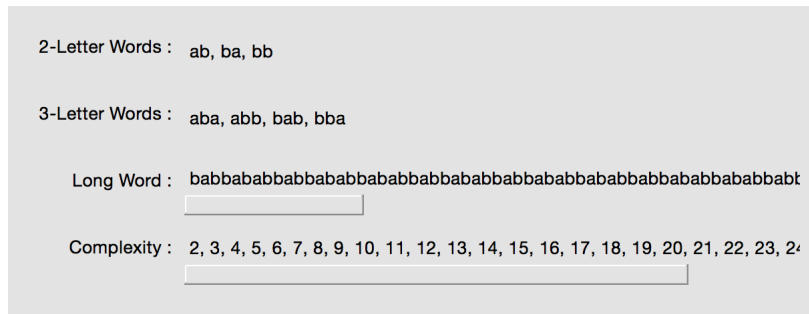 2-Letter Words : ab, ba, bb
3-Letter Words : aba, abb, bab, bba
Long Word : babbababbabbababbababbabbababbabbababbababbabbababbababbabb
Complexity : 2, 3, 4, 5, 6, 7, 8, 9, 10, 11, 12, 13, 14, 15, 16, 17, 18, 19, 20, 21, 22, 23, 24